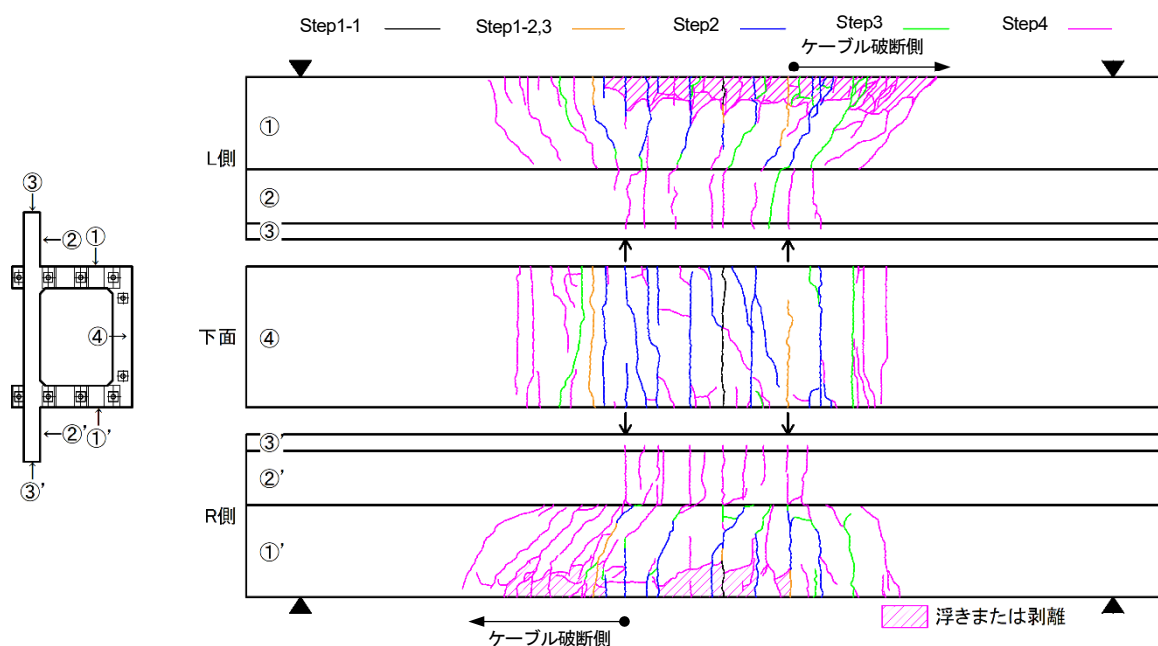 Step1-1 Step1-2,3 Step2 Step3 Step4
ケーブル破断側
①
L側
②
③
③
②
①
④
②’
①’
③’
下面
④
③’
②’
R側
①’
ケーブル破断側
浮きまたは剥離